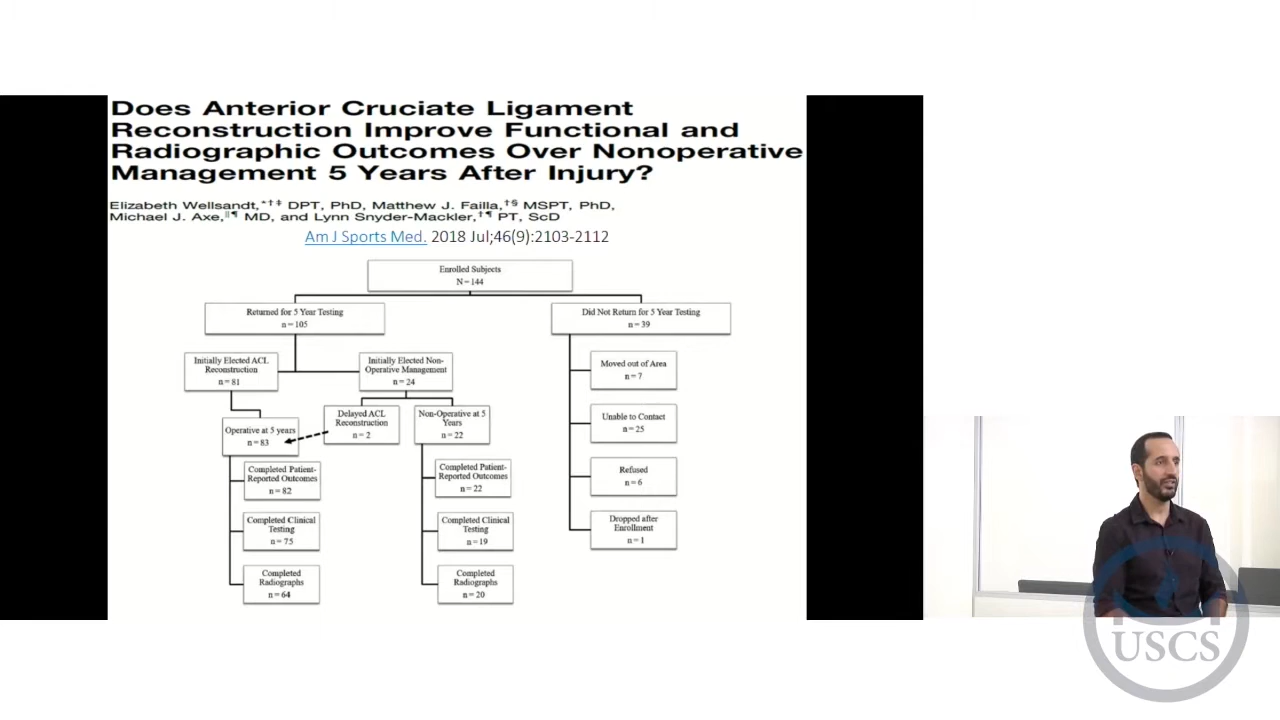 Does Anterior Cruciate Ligament
Reconstruction Improve Functional and
Radiographic Outcomes Over Nonoperative
Management 5 Years After Injury?
Elizabeth Wellsandt,*†‡ DPT, PhD, Matthew J. Failla,†§ MSPT, PhD,
Michael J. Axe,||¶ MD, and Lynn Snyder-Mackler,†¶ PT, ScD
Am J Sports Med. 2018 Jul;46(9):2103-2112
Enrolled Subjects
N=144
Returned for 5 Year Testing
n=105
Did Not Return for 5 Year Testing
n=39
Initially Elected ACL
Reconstruction
n=81
Initially Elected Non-
Operative Management
n=24
Moved out of Area
n=7
Operative at 5 years
n=83
Delayed ACL
Reconstruction
n=2
Non-Operative at 5
Years
n=22
Unable to Contact
n=25
Completed Patient-
Reported Outcomes
n=82
Completed Patient-
Reported Outcomes
n=22
Refused
n=6
Completed Clinical
Testing
n=75
Completed Clinical
Testing
n=19
Dropped after
Enrollment
n=1
Completed
Radiographs
n=64
Completed
Radiographs
n=20
USCS